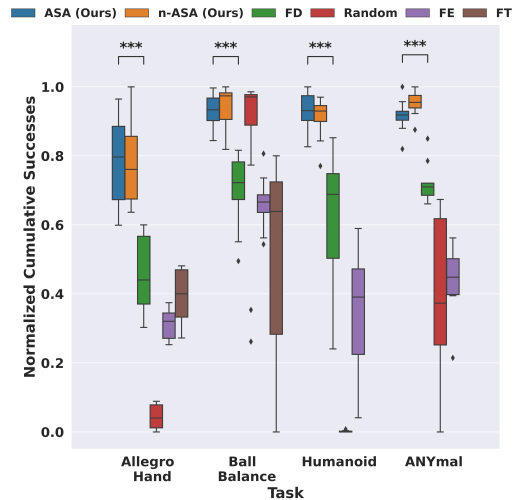 ASA (Ours) n-ASA (Ours) FD Random FE FT
*** *** *** ***
1.0
0.8
0.6
0.4
0.2
0.0
Normalized Cumulative Successes
Allegro Ball Humanoid ANYmal
Hand Balance
Task